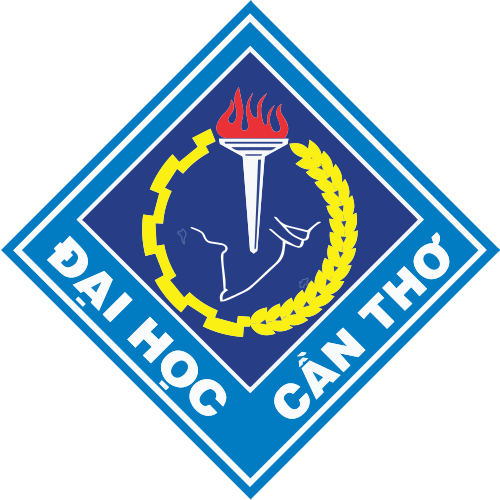 ĐẠI HỌC
CẦN THƠ